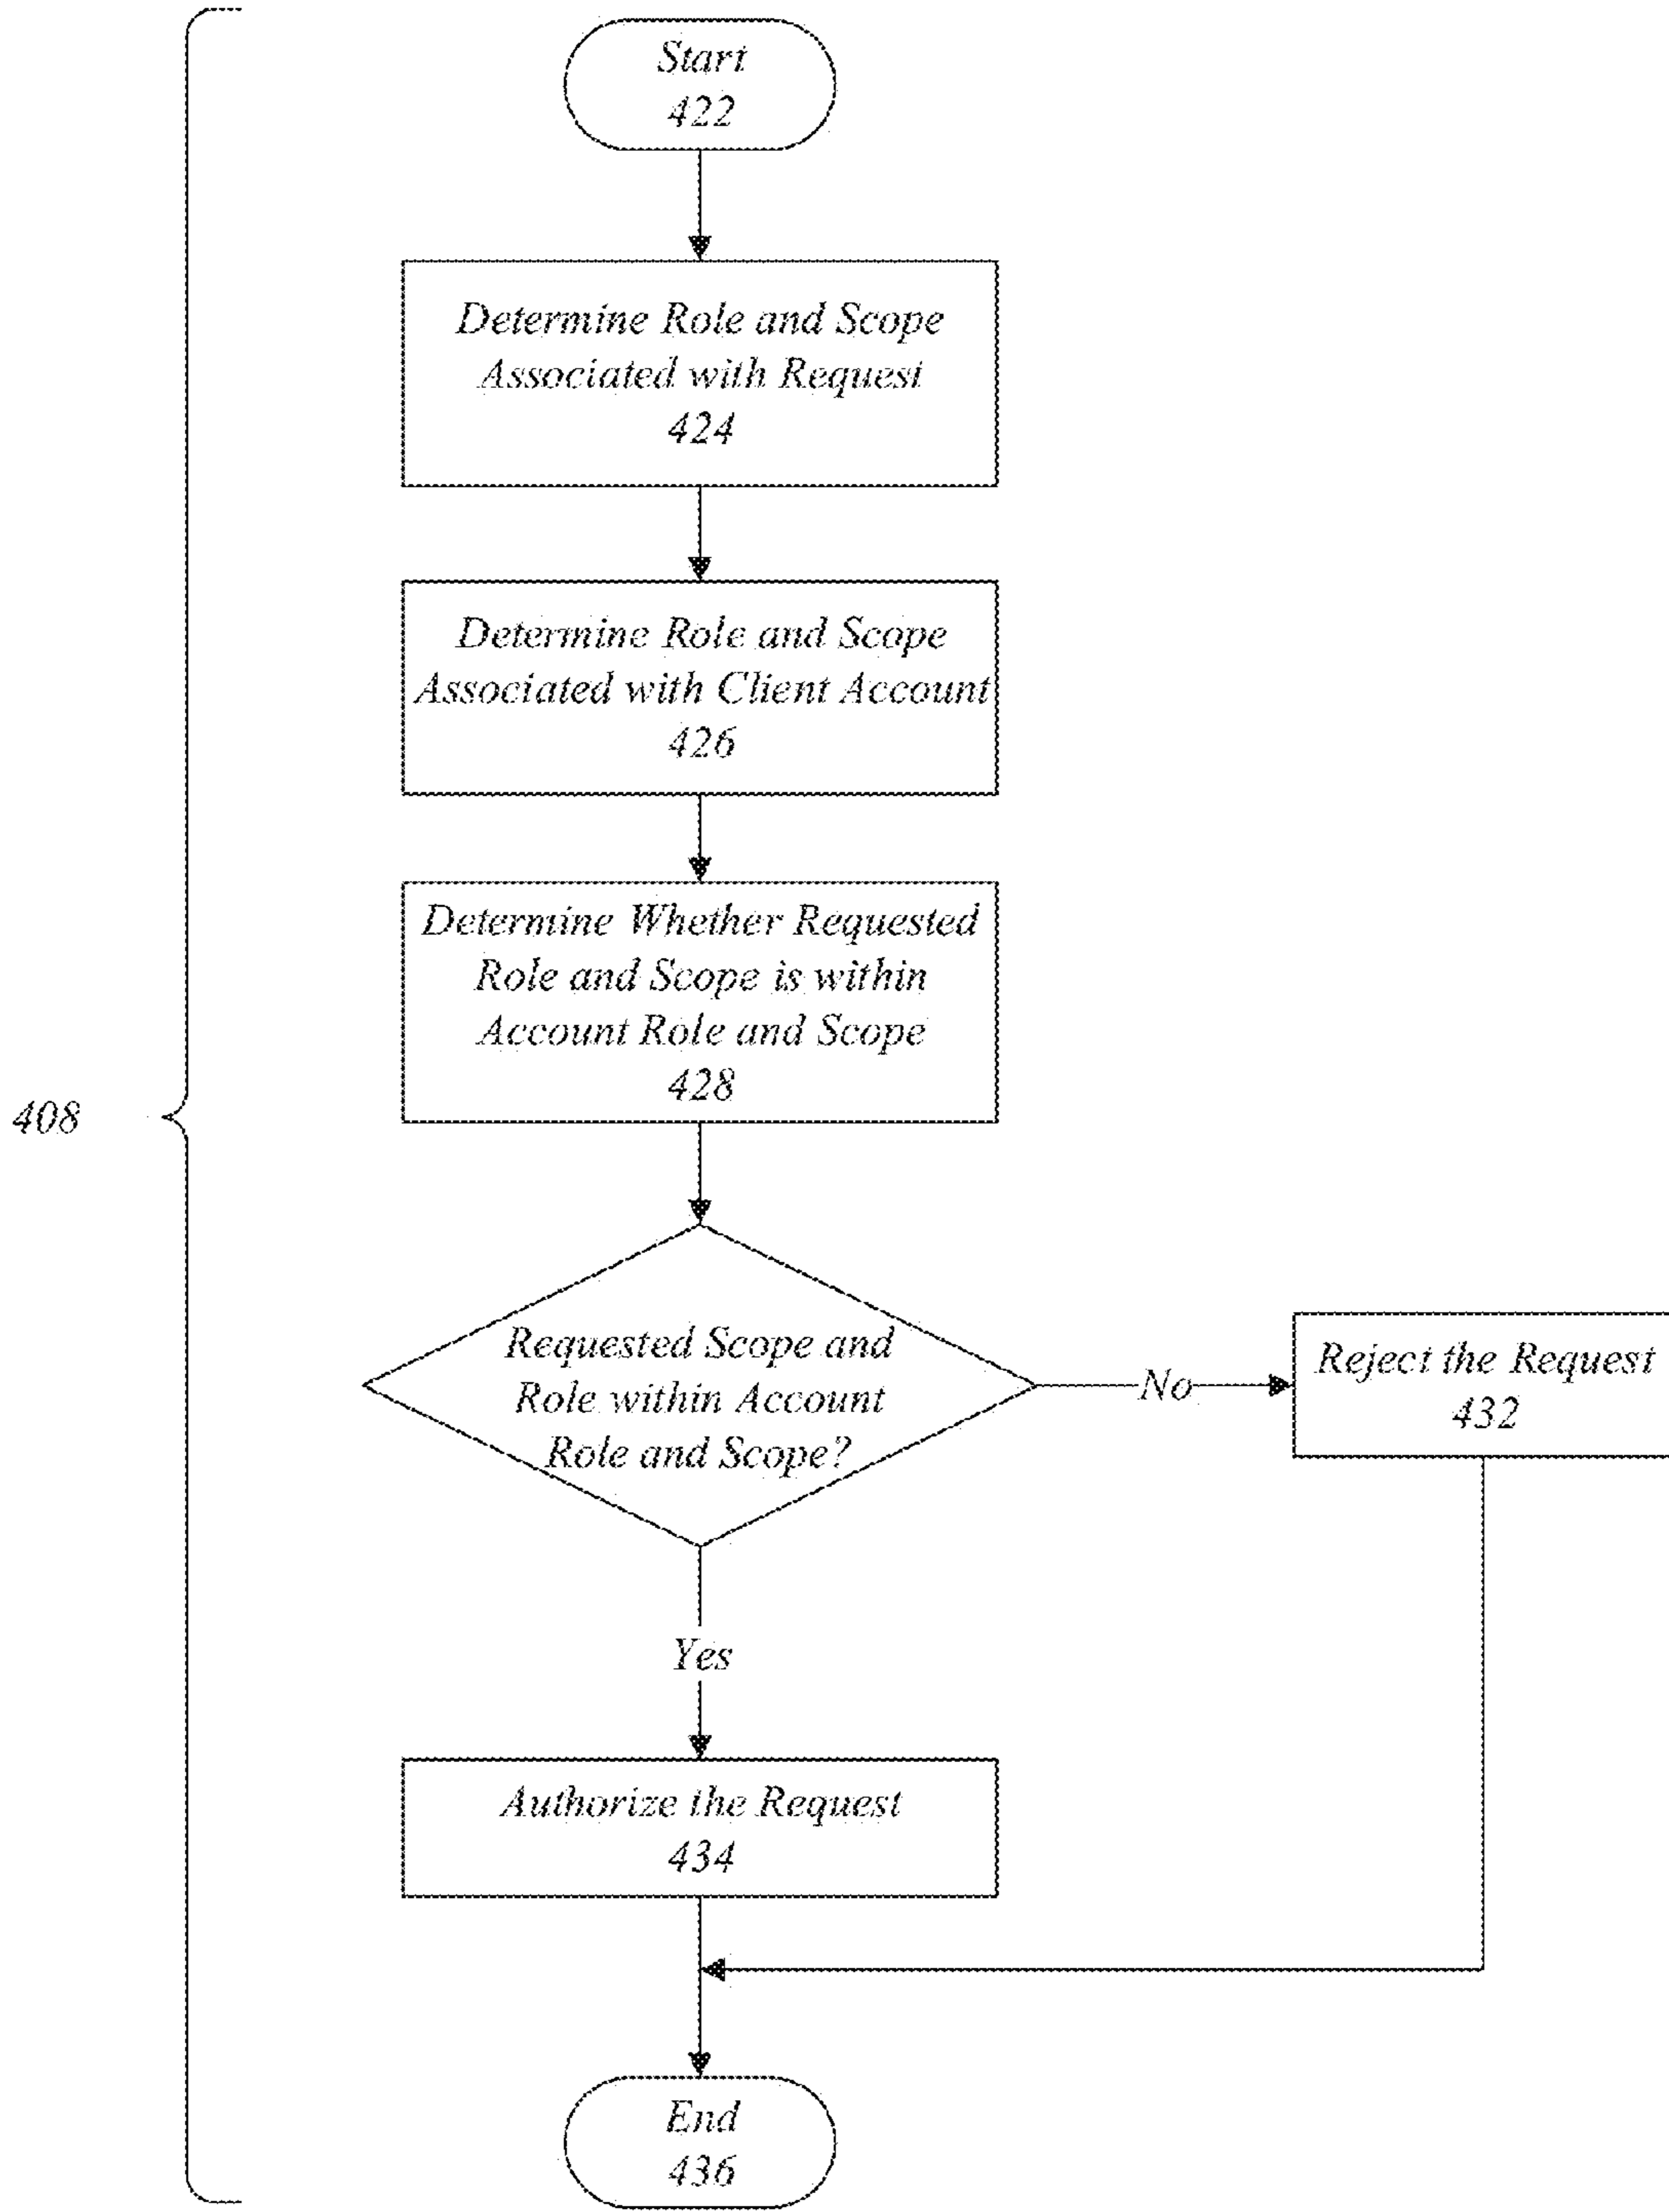 Start
422
Determine Role and Scope
Associated with Request
424
Determine Role and Scope
Associated with Client Account
426
Determine Whether Requested
Role and Scope is within
Account Role and Scope
428
408
Requested Scope and
Role within Account
Role and Scope?
No
Reject the Request
432
Yes
Authorize the Request
434
End
436